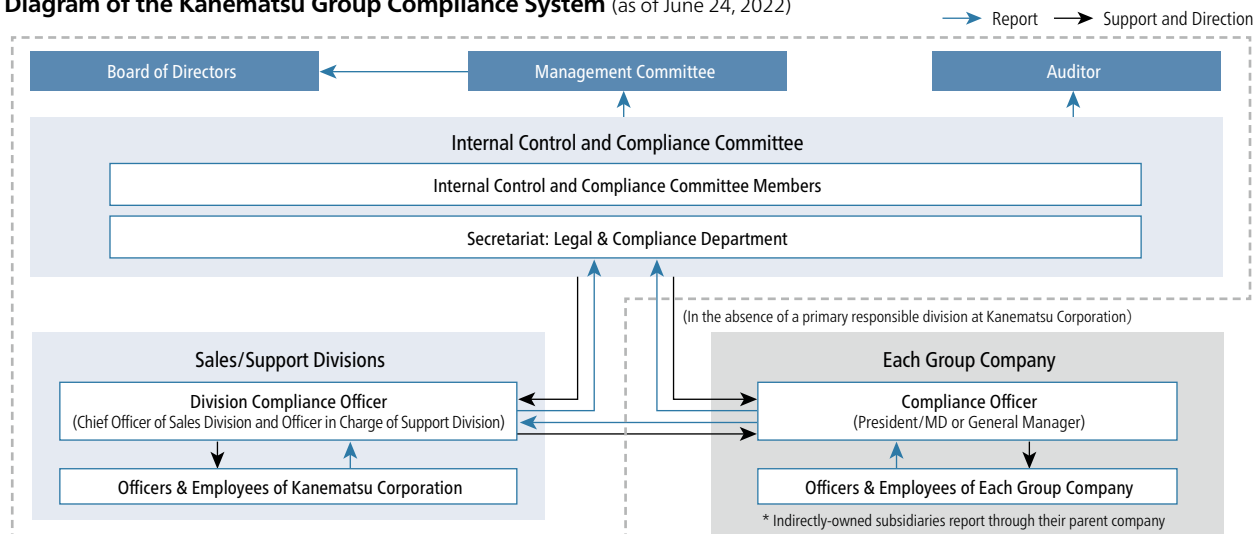 Diagram of the Kanematsu Group Compliance System (as of June 24, 2022)
Report Support and Direction
Board of Directors
Management Committee
Auditor
Internal Control and Compliance Committee
Internal Control and Compliance Committee Members
Secretariat: Legal & Compliance Department
(In the absence of a primary responsible division at Kanematsu Corporation)
Sales/Support Divisions
Division Compliance Officer
(Chief Officer of Sales Division and Officer in Charge of Support Division)
Officers & Employees of Kanematsu Corporation
Each Group Company
Compliance Officer
(President/MD or General Manager)
Officers & Employees of Each Group Company
* Indirectly-owned subsidiaries report through their parent company